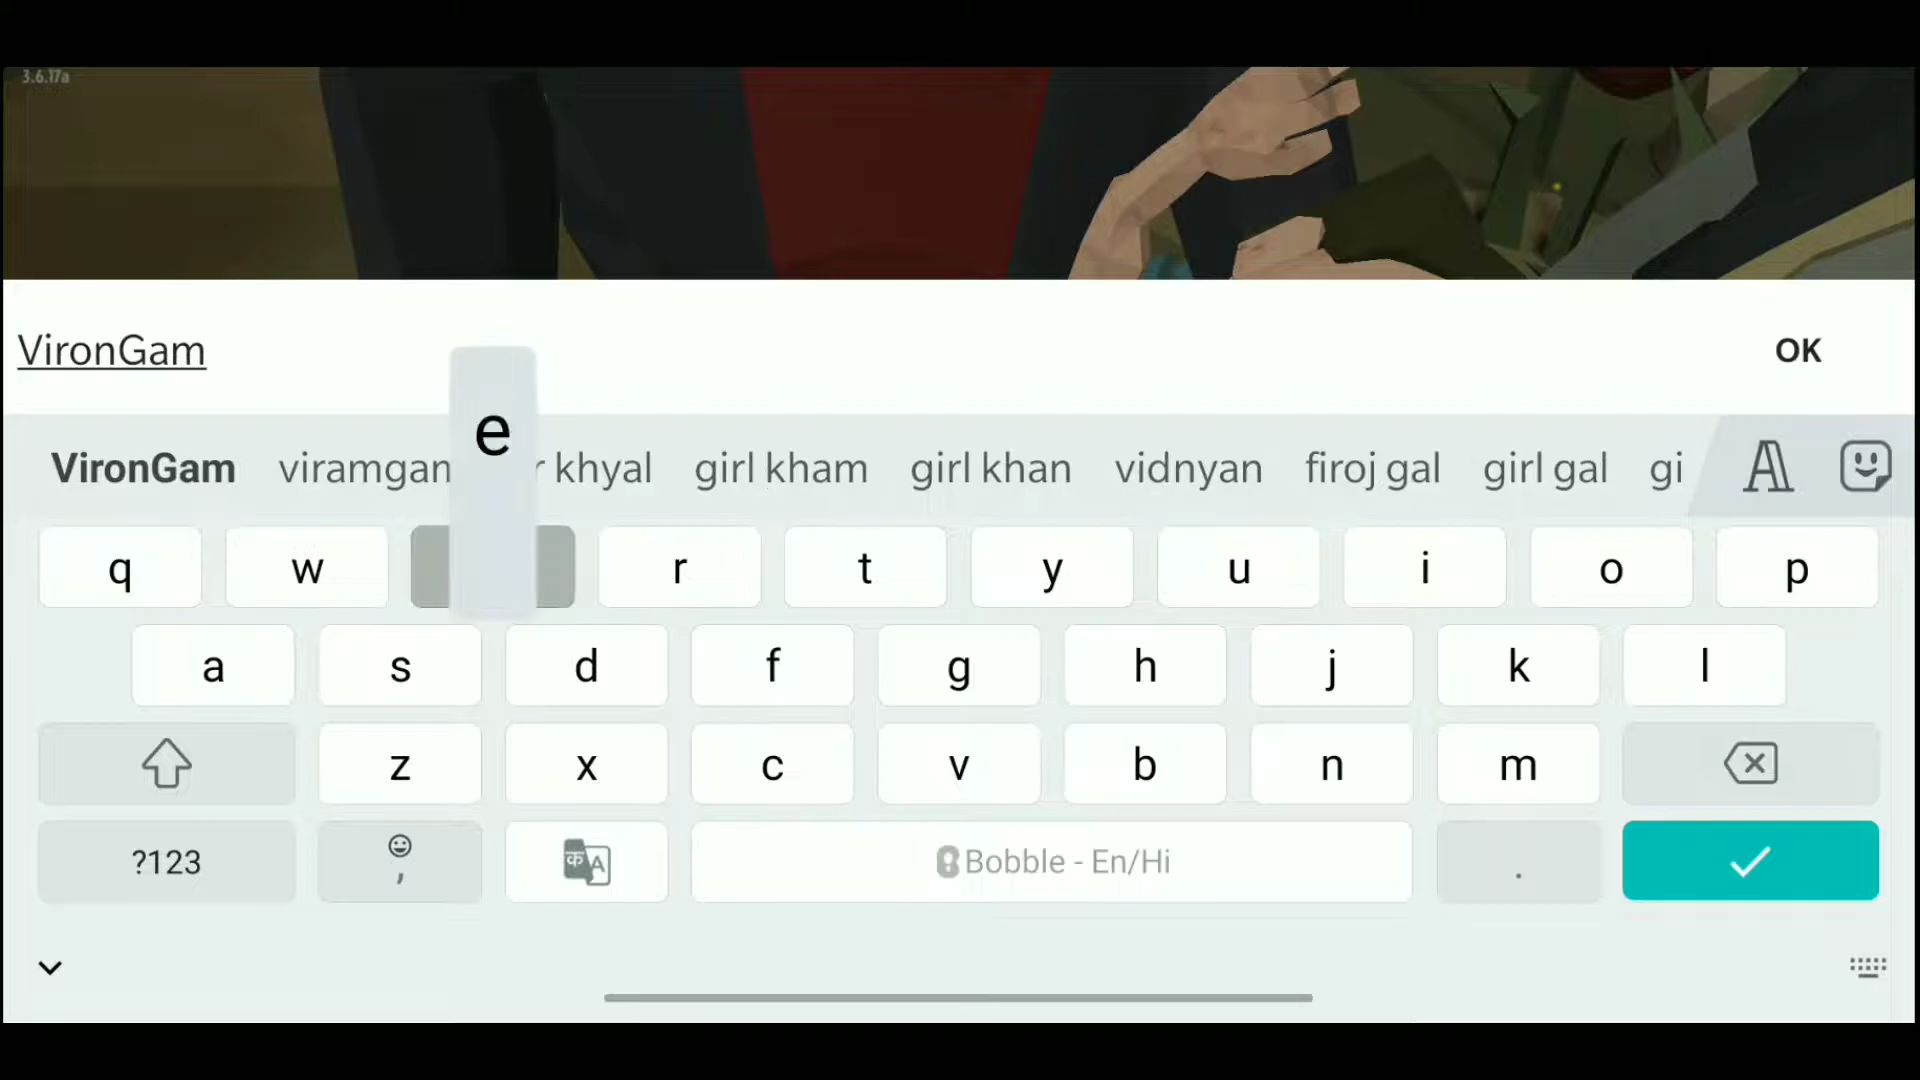 3.6.17a
VironGam
OK
e
VironGam viramgan r khyal girl kham girl khan vidnyan firoj gal girl gal gi
q w r t y u i o p
a s d f g h j k l
z x c v b n m
?123 , क A Bobble - En/Hi .